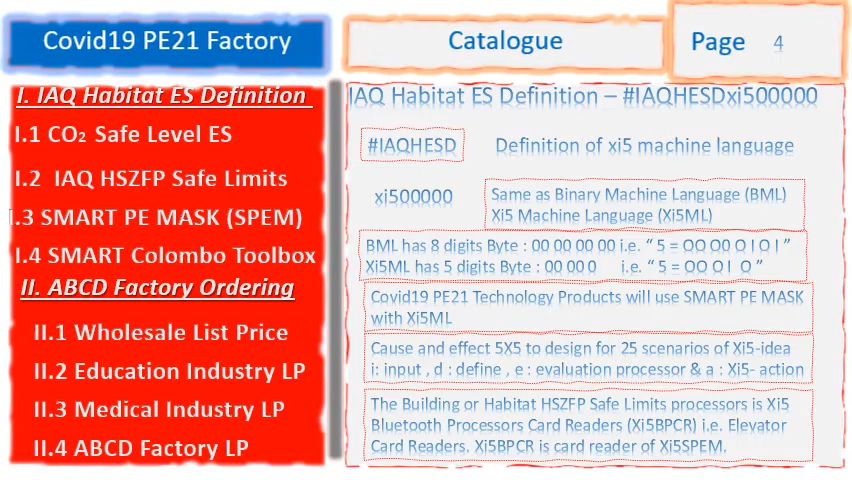 Covid19 PE21 Factory
Catalogue
Page 4
I. IAQ Habitat ES Definition
I.1 CO₂ Safe Level ES
I.2 IAQ HSZFP Safe Limits
I.3 SMART PE MASK (SPEM)
I.4 SMART Colombo Toolbox
II. ABCD Factory Ordering
II.1 Wholesale List Price
II.2 Education Industry LP
II.3 Medical Industry LP
II.4 ABCD Factory LP
IAQ Habitat ES Definition – #IAQHESDxi500000
#IAQHESD Definition of xi5 machine language
xi500000
Same as Binary Machine Language (BML)
Xi5 Machine Language (Xi5ML)
BML has 8 digits Byte : 00 00 00 00 i.e. “ 5 = OO OO O I O I ”
Xi5ML has 5 digits Byte : 00 00 0 i.e. “ 5 = OO O I O ”
Covid19 PE21 Technology Products will use SMART PE MASK
with Xi5ML
Cause and effect 5X5 to design for 25 scenarios of Xi5-idea
i: input , d : define , e : evaluation processor & a : Xi5- action
The Building or Habitat HSZFP Safe Limits processors is Xi5
Bluetooth Processors Card Readers (Xi5BPCR) i.e. Elevator
Card Readers. Xi5BPCR is card reader of Xi5SPEM.